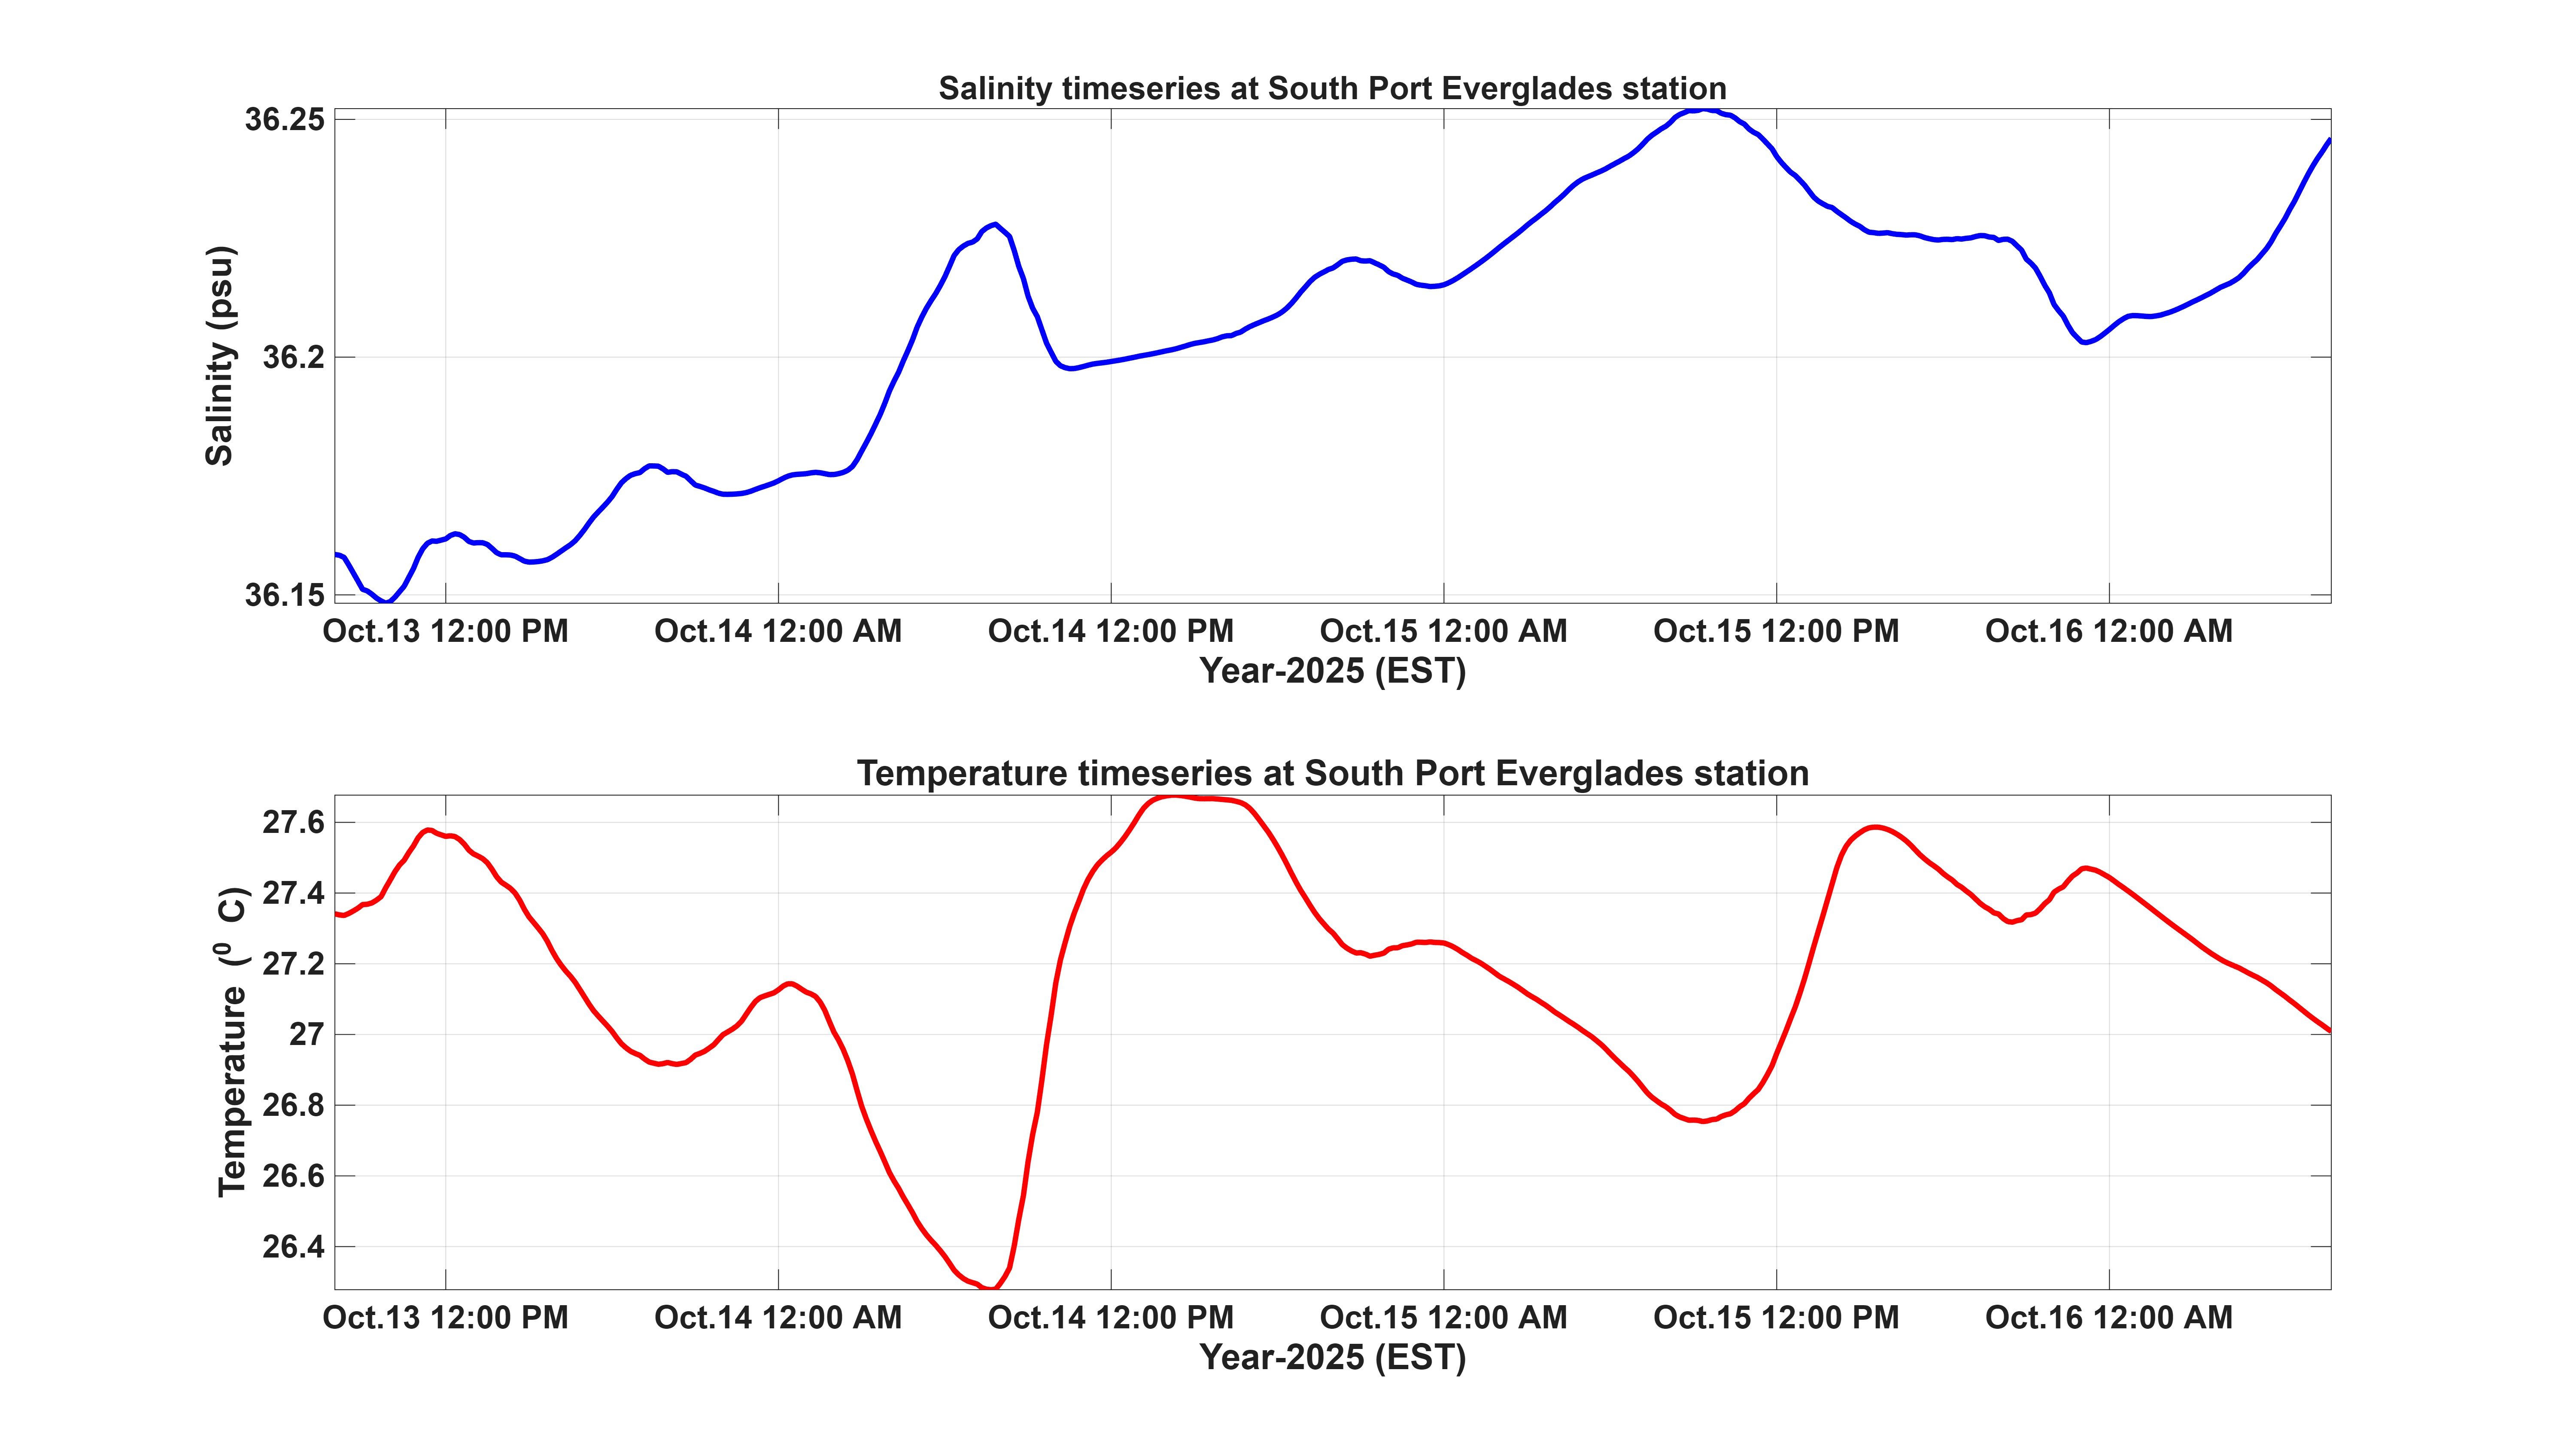 Salinity timeseries at South Port Everglades station
Salinity (psu)
36.25
36.2
36.15
Oct.13 12:00 PM Oct.14 12:00 AM Oct.14 12:00 PM Oct.15 12:00 AM Oct.15 12:00 PM Oct.16 12:00 AM
Year-2025 (EST)
Temperature timeseries at South Port Everglades station
Temperature (⁰ C)
27.6
27.4
27.2
27
26.8
26.6
26.4
Oct.13 12:00 PM Oct.14 12:00 AM Oct.14 12:00 PM Oct.15 12:00 AM Oct.15 12:00 PM Oct.16 12:00 AM
Year-2025 (EST)